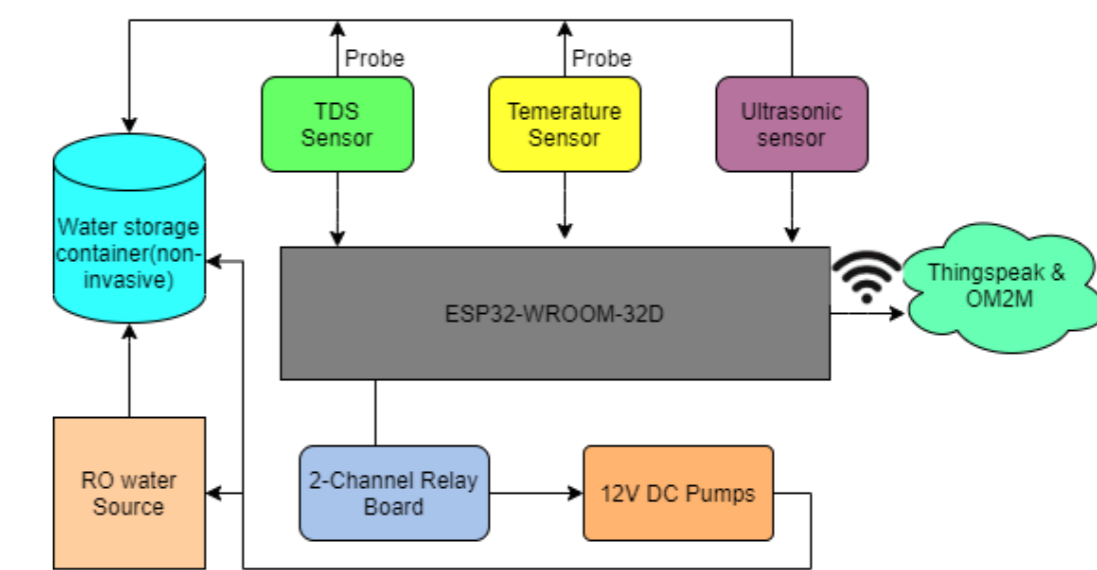 Probe
Probe
TDS
Sensor
Temerature
Sensor
Ultrasonic
sensor
Water storage
container(non-
invasive)
Thingspeak &
OM2M
ESP32-WROOM-32D
RO water
Source
2-Channel Relay
Board
12V DC Pumps